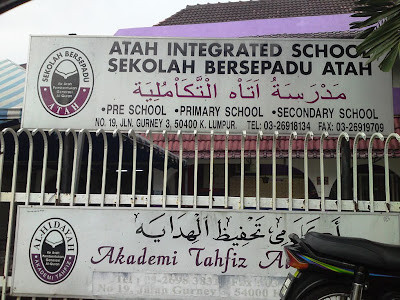 ATAH INTEGRATED SCHOOL
SEKOLAH BERSEPADU ATAH
مدرسة أتاه التكاملية
•PRE SCHOOL •PRIMARY SCHOOL •SECONDARY SCHOOL
NO. 19, JLN. GURNEY 3, 50400 K. LUMPUR TEL: 03-26918134 FAX: 03-26919709
SEKOLAH BERSEPADU
ATAH
أكاديمي تحفيظ الهداية
Akademi Tahfiz
AL-HIDAYAH
AKADEMI TAHFIZ
No 19, Jalan Gurney